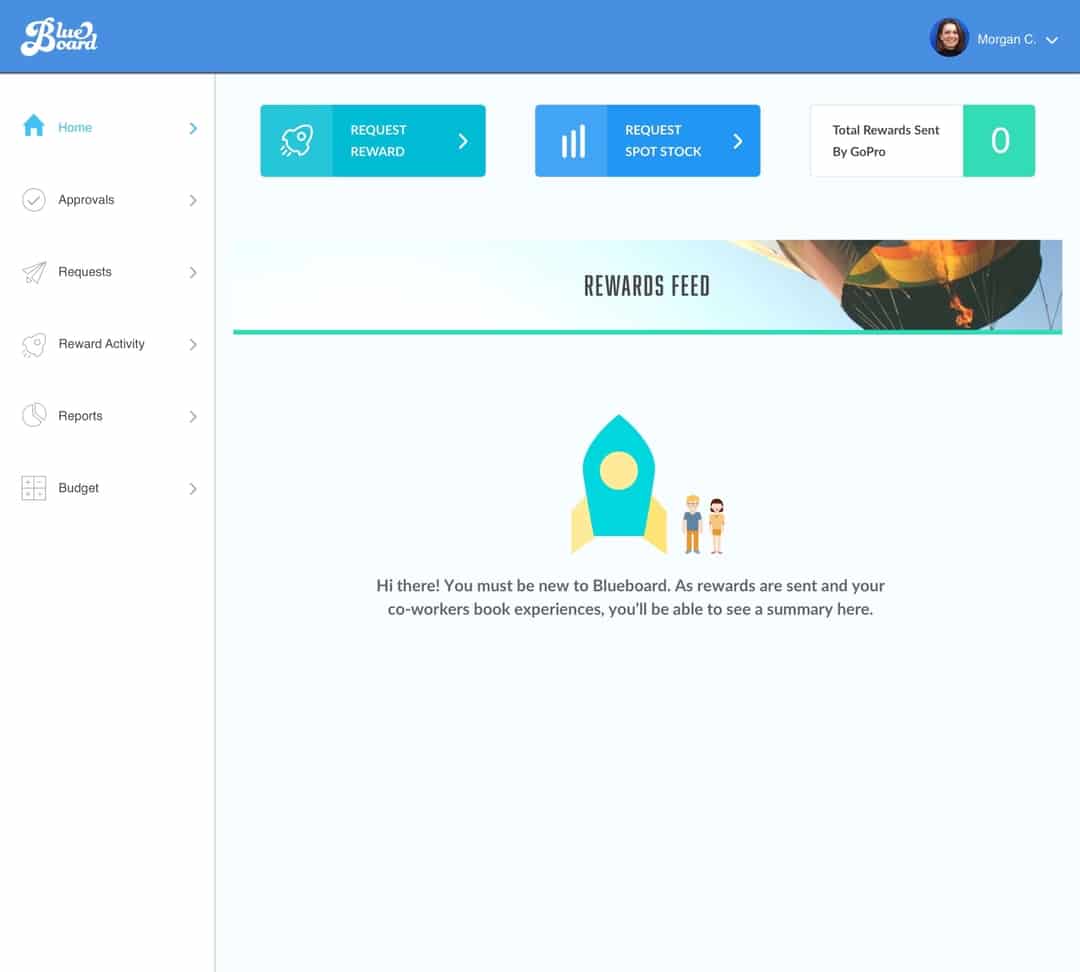 Blue
Board
Morgan C.
Home
Approvals
Requests
Reward Activity
Reports
Budget
REQUEST
REWARD
REQUEST
SPOT STOCK
Total Rewards Sent
By GoPro
0
REWARDS FEED
Hi there! You must be new to Blueboard. As rewards are sent and your
co-workers book experiences, you'll be able to see a summary here.